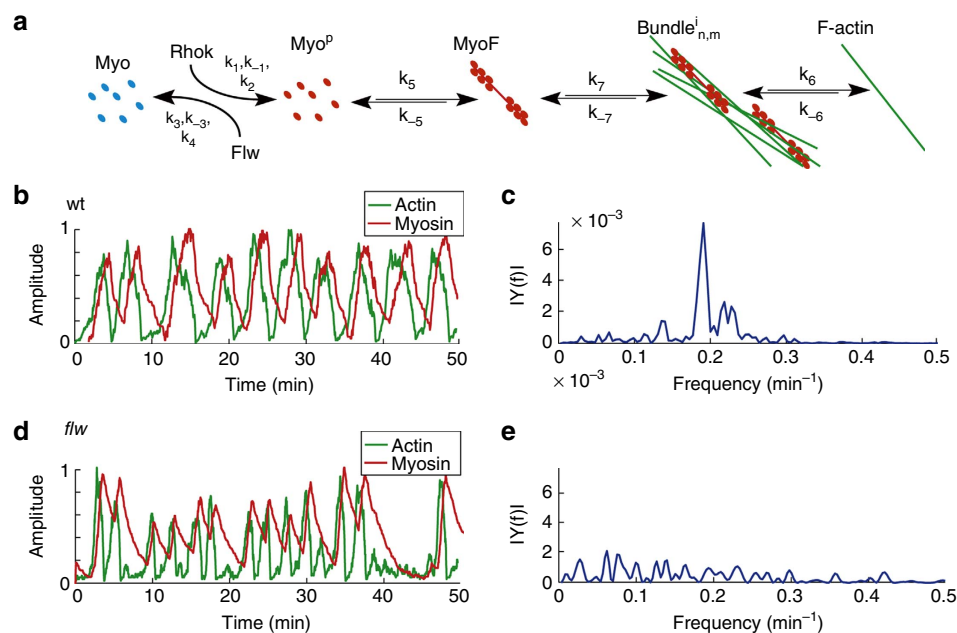 a
Myo
Rhok
k1,k–1,
k2
k3,k–3,
k4
Flw
Myoᵖ
k5
k–5
MyoF
k7
k–7
Bundleⁱn,m
k6
k–6
F-actin
b
wt
Actin
Myosin
1
0
Amplitude
0 10 20 30 40 50
Time (min)
c
× 10⁻³
6
4
2
0
|Y(f)|
0 0.1 0.2 0.3 0.4 0.5
Frequency (min⁻¹)
d
flw
Actin
Myosin
1
0
Amplitude
0 10 20 30 40 50
Time (min)
e
× 10⁻³
6
4
2
0
|Y(f)|
0 0.1 0.2 0.3 0.4 0.5
Frequency (min⁻¹)